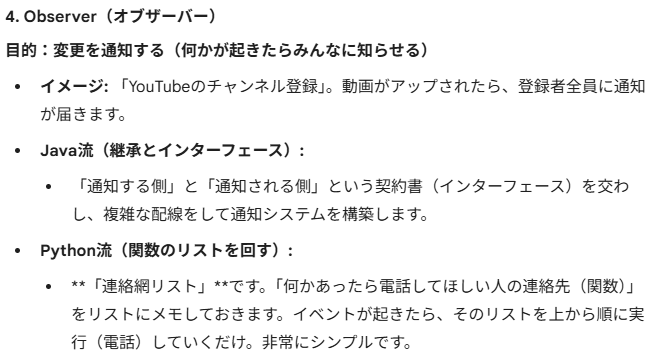 4. Observer（オブザーバー）
目的：変更を通知する（何かが起きたらみんなに知らせる）
• イメージ: 「YouTubeのチャンネル登録」。動画がアップされたら、登録者全員に通知
が届きます。
• Java流（継承とインターフェース）:
• 「通知する側」と「通知される側」という契約書（インターフェース）を交わ
し、複雑な配線をして通知システムを構築します。
• Python流（関数のリストを回す）:
• **「連絡網リスト」**です。「何かあったら電話してほしい人の連絡先（関数）」
をリストにメモしておきます。イベントが起きたら、そのリストを上から順に実
行（電話）していくだけ。非常にシンプルです。